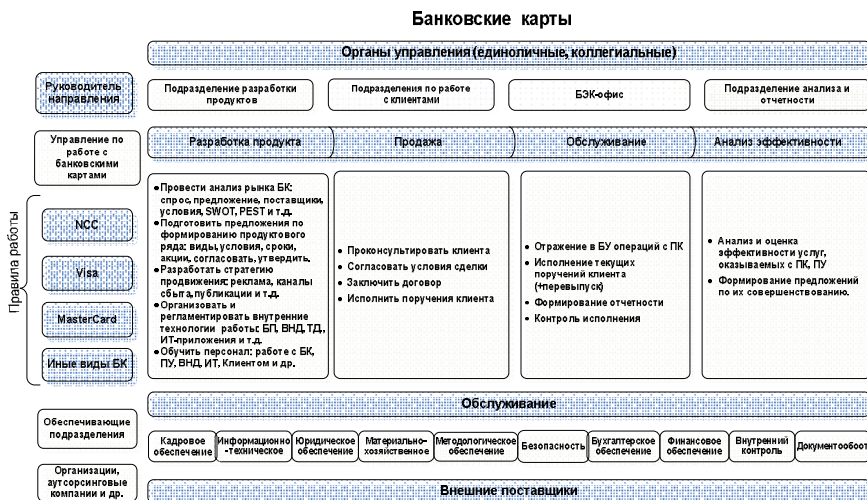 Банковские карты
Органы управления (единоличные, коллегиальные)
Руководитель
направления
Подразделение разработки
продуктов
Подразделения по работе
с клиентами
БЭК-офис
Подразделение анализа и
отчетности
Управление по
работе с
банковскими
картами
Разработка продукта
Продажа
Обслуживание
Анализ эффективности
Правила работы
NCC
Visa
MasterCard
Иные виды БК
•Провести анализ рынка БК:
спрос, предложение, поставщики,
условия, SWOT, PEST и т.д.
•Подготовить предложения по
формированию продуктового
ряда: виды, условия, сроки,
акции, согласовать, утвердить.
•Разработать стратегию
продвижения: реклама, каналы
сбыта, публикации и т.д.
•Организовать и
регламентировать внутренние
технологии работы: БП, ВНД, ТД,
ИТ-приложения и т.д.
•Обучить персонал: работе с БК,
ПУ, ВНД, ИТ, Клиентом и др.
• Проконсультировать клиента
• Согласовать условия сделки
• Заключить договор
• Исполнить поручения клиента
• Отражение в БУ операций с ПК
• Исполнение текущих
поручений клиента
(+перевыпуск)
• Формирование отчетности
• Контроль исполнения
• Анализ и оценка
эффективности услуг,
оказываемых с ПК, ПУ
• Формирование предложений
по их совершенствованию.
Обслуживание
Обеспечивающие
подразделения
Кадровое
обеспечение
Информационно
-техническое
Юридическое
обеспечение
Материально-
хозяйственное
Методологическое
обеспечение
Безопасность
Бухгалтерское
обеспечение
Финансовое
обеспечение
Внутренний
контроль
Документообот
Организации,
аутсорсинговые
компании и др.
Внешние поставщики